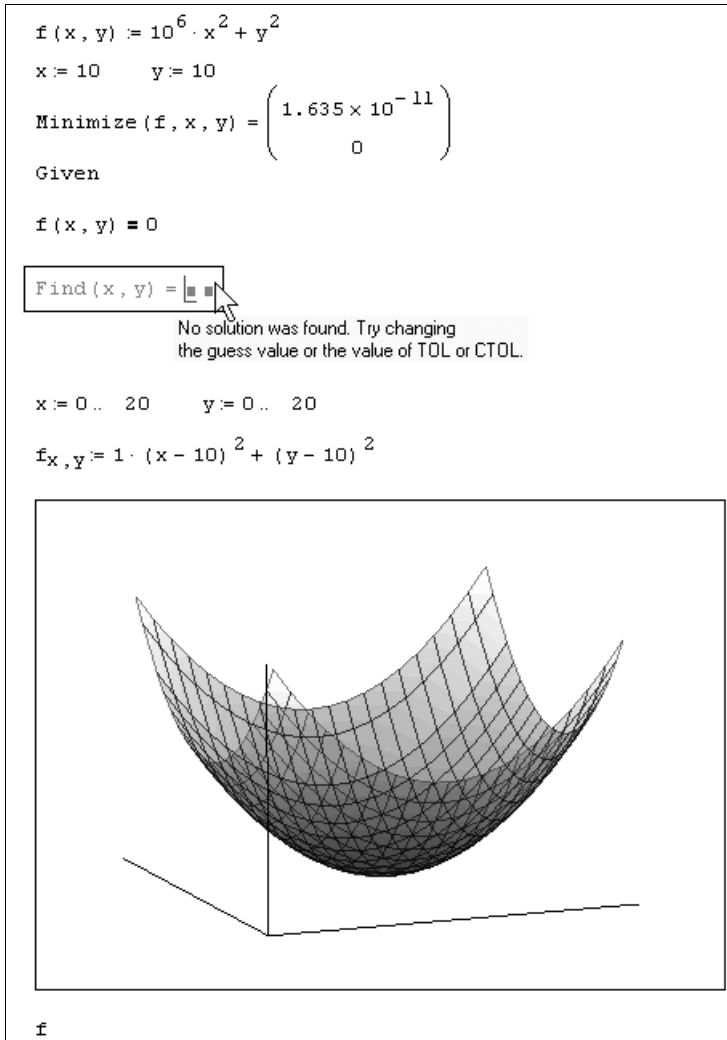 f(x, y) := 10^6 · x^2 + y^2
x := 10 y := 10
Minimize(f, x, y) = (1.635 × 10^-11
0)
Given
f(x, y) = 0
Find(x, y) = ▪ ▪
No solution was found. Try changing
the guess value or the value of TOL or CTOL.
x := 0 .. 20 y := 0 .. 20
f_x,y := 1 · (x - 10)^2 + (y - 10)^2
f